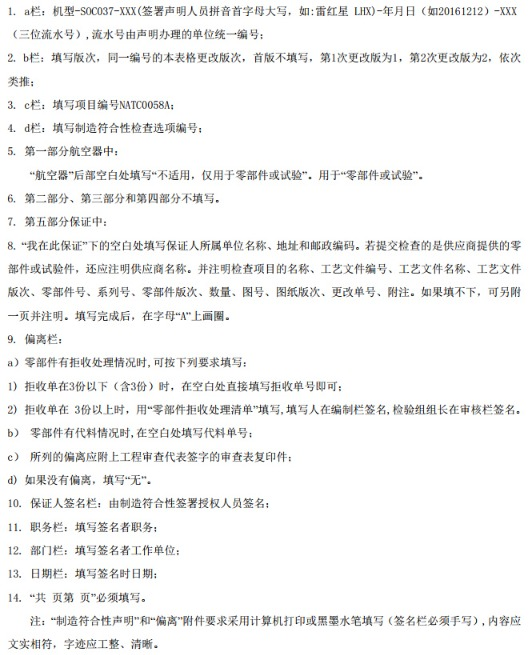 1. a栏：机型-SOC037-XXX(签署声明人员拼音首字母大写，如:雷红星 LHX)-年月日（如20161212）-XXX
（三位流水号）,流水号由声明办理的单位统一编号；
2. b栏：填写版次，同一编号的本表格更改版次，首版不填写，第1次更改版为1，第2次更改版为2，依次
类推；
3. c栏：填写项目编号NATC0058A；
4. d栏：填写制造符合性检查选项编号；
5. 第一部分航空器中：
“航空器”后部空白处填写“不适用，仅用于零部件或试验”。用于“零部件或试验”。
6. 第二部分、第三部分和第四部分不填写。
7. 第五部分保证中：
8. “我在此保证”下的空白处填写保证人所属单位名称、地址和邮政编码。若提交检查的是供应商提供的零
部件或试验件，还应注明供应商名称。并注明检查项目的名称、工艺文件编号、工艺文件名称、工艺文件
版次、零部件号、系列号、零部件版次、数量、图号、图纸版次、更改单号、附注。如果填不下，可另附
一页并注明。填写完成后，在字母“A”上画圈。
9. 偏离栏：
a）零部件有拒收处理情况时,可按下列要求填写：
1) 拒收单在3份以下（含3份）时，在空白处直接填写拒收单号即可；
2) 拒收单在 3份以上时，用“零部件拒收处理清单”填写,填写人在编制栏签名,检验组组长在审核栏签名。
b） 零部件有代料情况时,在空白处填写代料单号；
c） 所列的偏离应附上工程审查代表签字的审查表复印件；
d) 如果没有偏离，填写“无”。
10. 保证人签名栏：由制造符合性签署授权人员签名；
11. 职务栏：填写签名者职务；
12. 部门栏：填写签名者工作单位；
13. 日期栏：填写签名时日期；
14. “共 页第 页”必须填写。
注：“制造符合性声明”和“偏离”附件要求采用计算机打印或黑墨水笔填写（签名栏必须手写）,内容应
文实相符，字迹应工整、清晰。